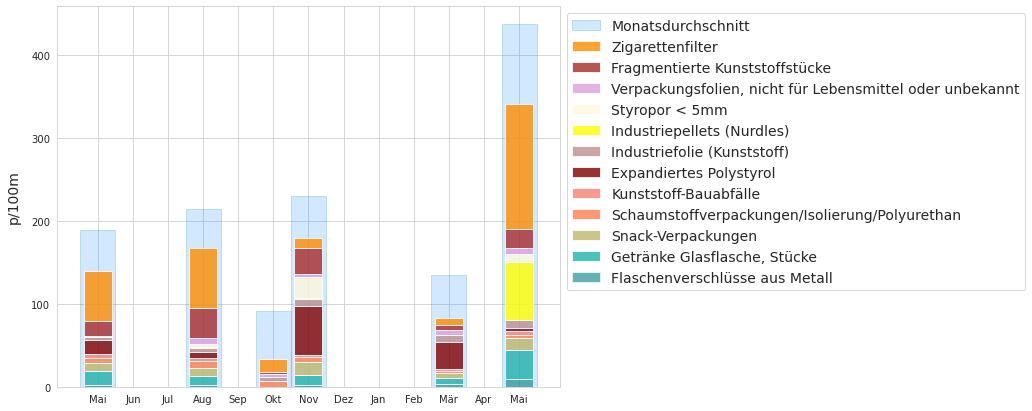 p/100m
400
300
200
100
0
Mai Jun Jul Aug Sep Okt Nov Dez Jan Feb Mär Apr Mai
Monatsdurchschnitt
Zigarettenfilter
Fragmentierte Kunststoffstücke
Verpackungsfolien, nicht für Lebensmittel oder unbekannt
Styropor < 5mm
Industriepellets (Nurdles)
Industriefolie (Kunststoff)
Expandiertes Polystyrol
Kunststoff-Bauabfälle
Schaumstoffverpackungen/Isolierung/Polyurethan
Snack-Verpackungen
Getränke Glasflasche, Stücke
Flaschenverschlüsse aus Metall